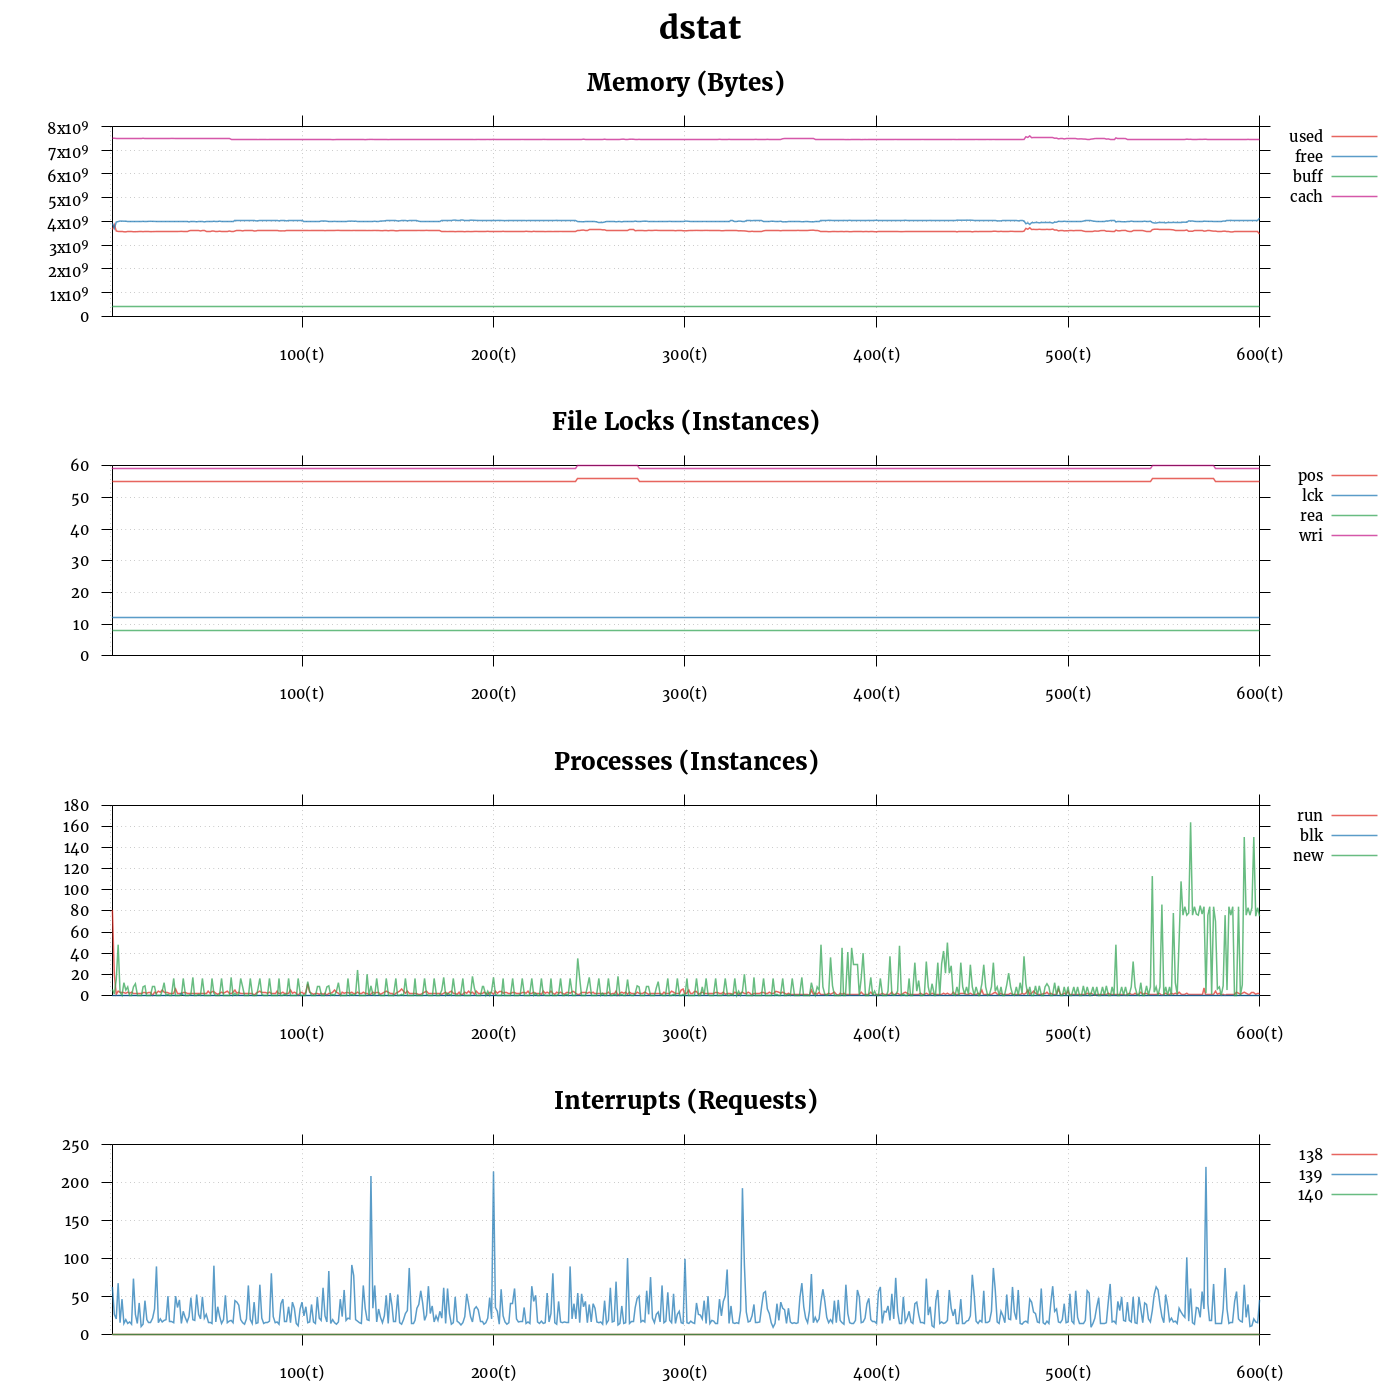 dstat
Memory (Bytes)
8x10⁹
7x10⁹
6x10⁹
5x10⁹
4x10⁹
3x10⁹
2x10⁹
1x10⁹
0
100(t) 200(t) 300(t) 400(t) 500(t) 600(t)
used
free
buff
cach
File Locks (Instances)
60
50
40
30
20
10
0
100(t) 200(t) 300(t) 400(t) 500(t) 600(t)
pos
lck
rea
wri
Processes (Instances)
180
160
140
120
100
80
60
40
20
0
100(t) 200(t) 300(t) 400(t) 500(t) 600(t)
run
blk
new
Interrupts (Requests)
250
200
150
100
50
0
100(t) 200(t) 300(t) 400(t) 500(t) 600(t)
138
139
140